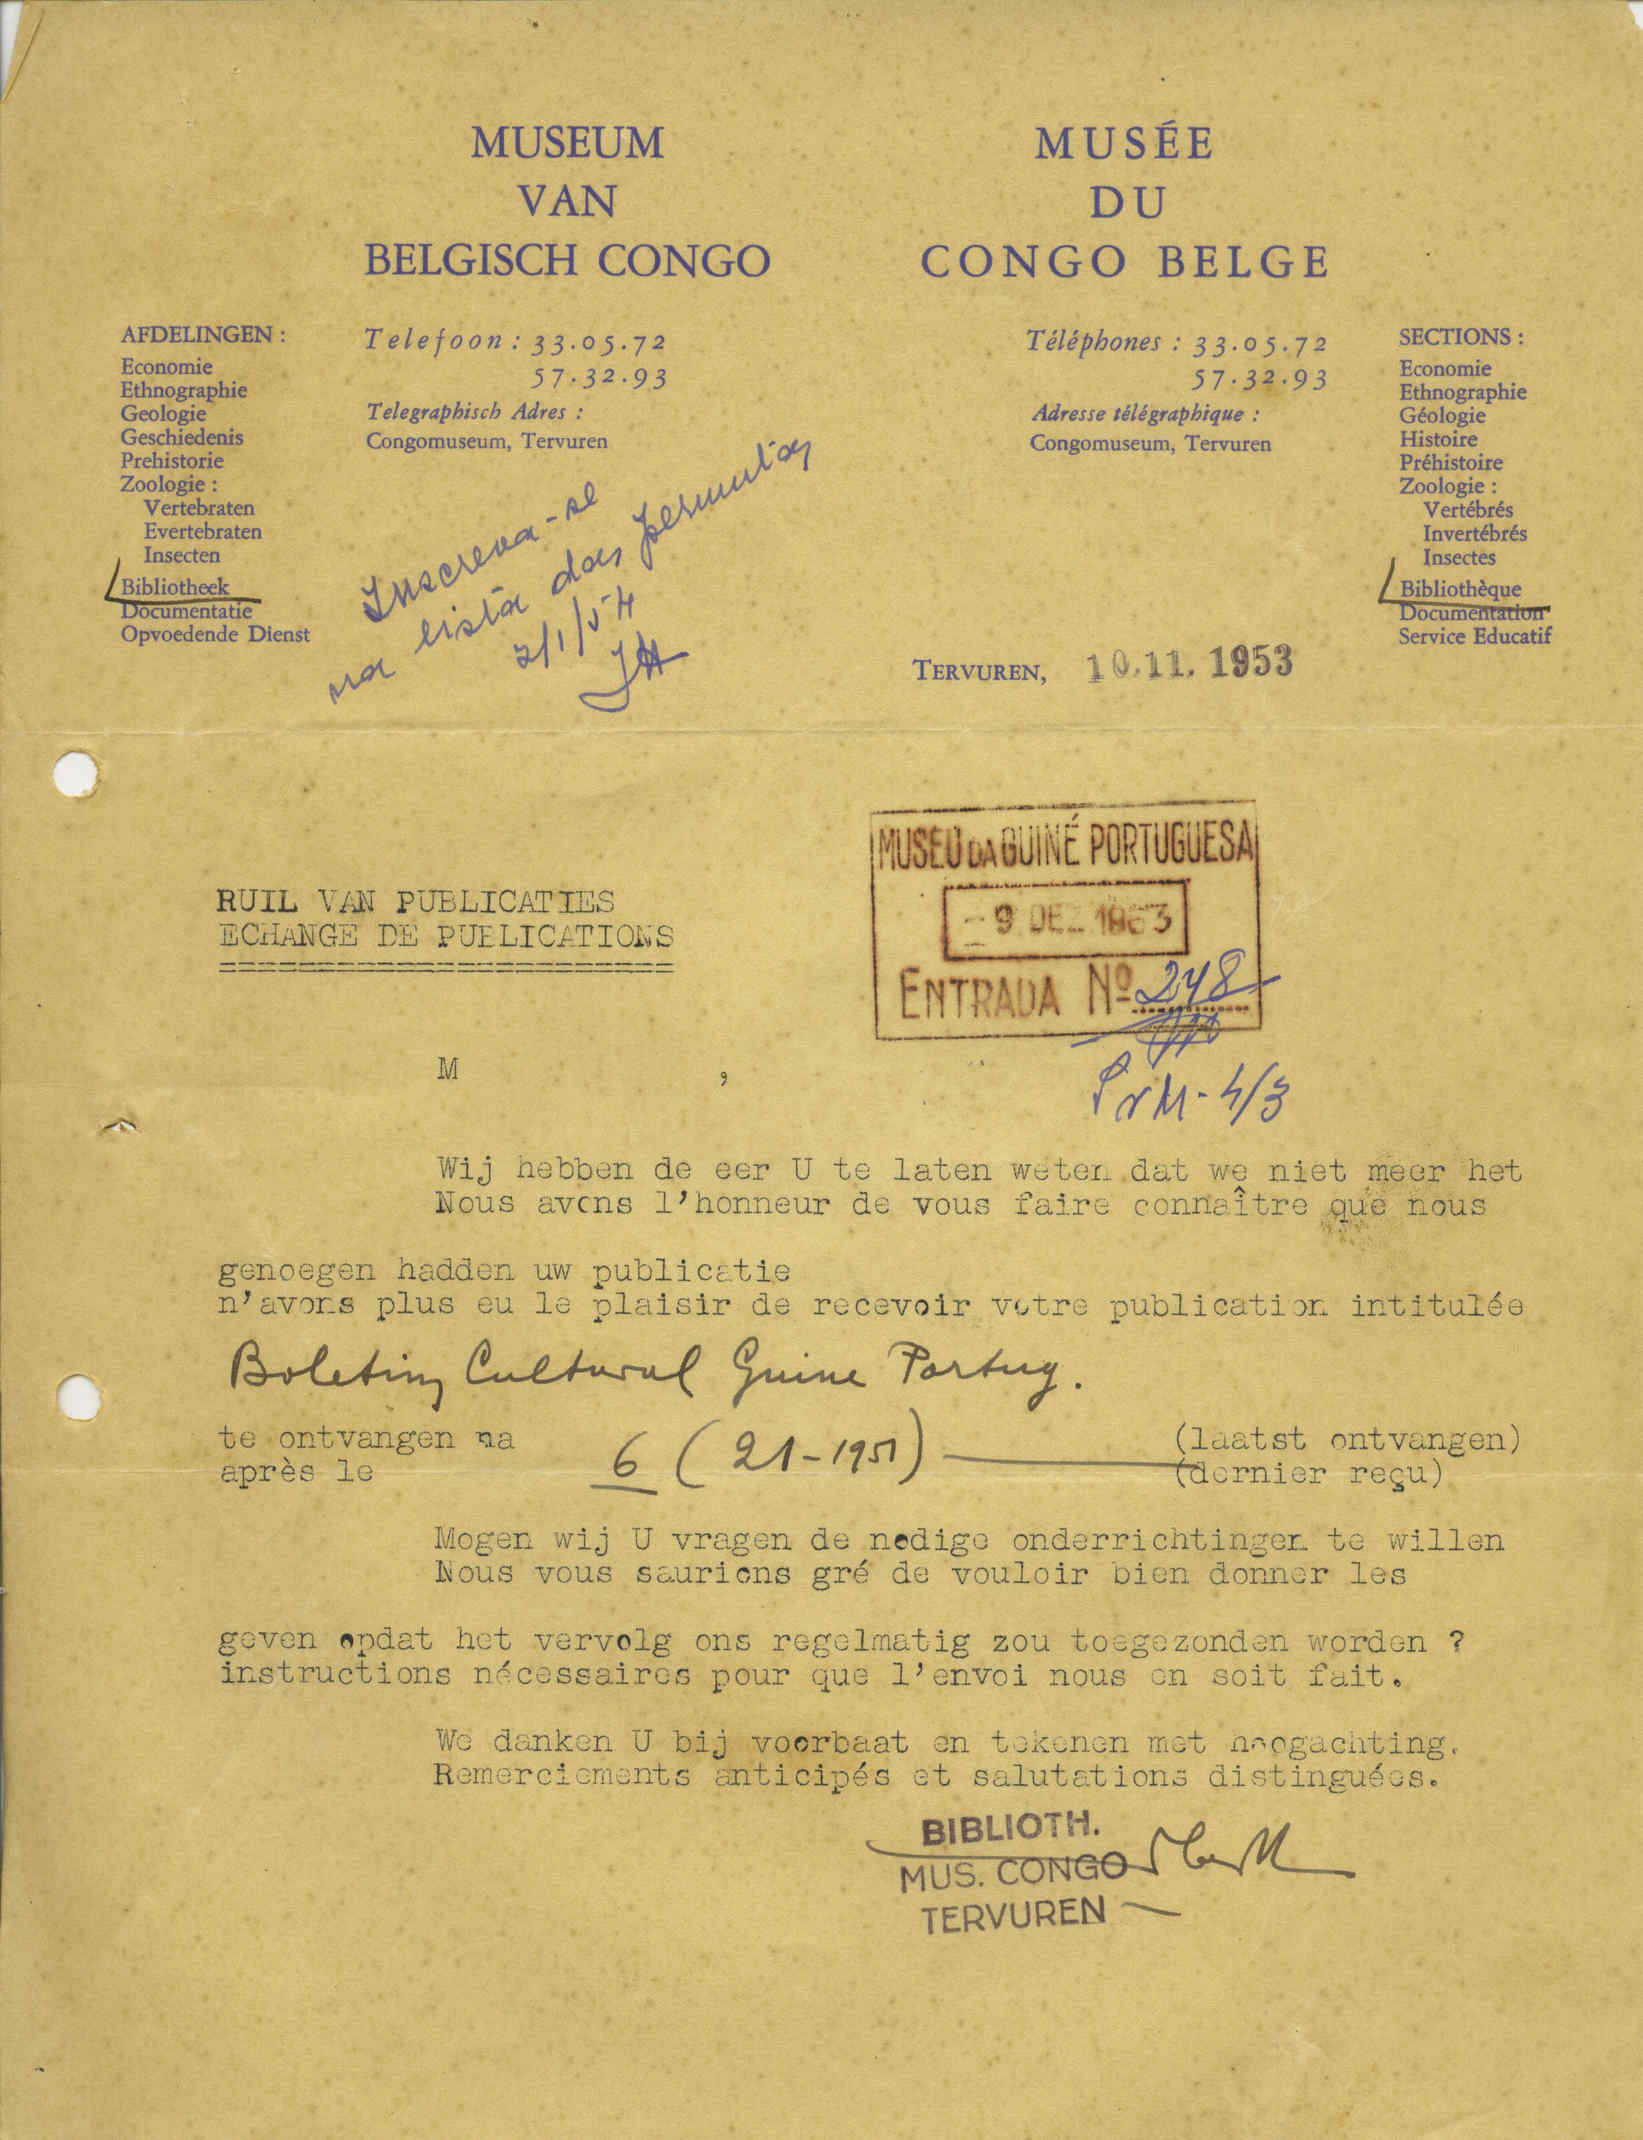 MUSEUM
VAN
BELGISCH CONGO
MUSÉE
DU
CONGO BELGE
AFDELINGEN :
Economie
Ethnographie
Geologie
Geschiedenis
Prehistorie
Zoologie :
Vertebraten
Evertebraten
Insecten
Bibliotheek
Documentatie
Opvoedende Dienst
Telefoon : 33.05.72
57.32.93
Telegraphisch Adres :
Congomuseum, Tervuren
Téléphones : 33.05.72
57.32.93
Adresse télégraphique :
Congomuseum, Tervuren
SECTIONS :
Economie
Ethnographie
Géologie
Histoire
Préhistoire
Zoologie :
Vertébrés
Invertébrés
Insectes
Bibliothèque
Documentation
Service Educatif
Inscreva-se
na lista das permutas
/1/54
TERVUREN, 10.11.1953
MUSEU DA GUINÉ PORTUGUESA
- 9 DEZ 1953
ENTRADA Nº 248
4/3
RUIL VAN PUBLICATIES
ECHANGE DE PUBLICATIONS
M ,
Wij hebben de eer U te laten weten dat we niet meer het
Nous avons l'honneur de vous faire connaître que nous
genoegen hadden uw publicatie
n'avons plus eu le plaisir de recevoir votre publication intitulée
Boletim Cultural Guine Portug.
te ontvangen na
après le
6 (21-1951)
(laatst ontvangen)
(dernier reçu)
Mogen wij U vragen de nodige onderrichtingen te willen
Nous vous saurions gré de vouloir bien donner les
geven opdat het vervolg ons regelmatig zou toegezonden worden ?
instructions nécessaires pour que l'envoi nous en soit fait.
We danken U bij voorbaat en tekenen met hoogachting.
Remerciements anticipés et salutations distinguées.
BIBLIOTH.
MUS. CONGO
TERVUREN